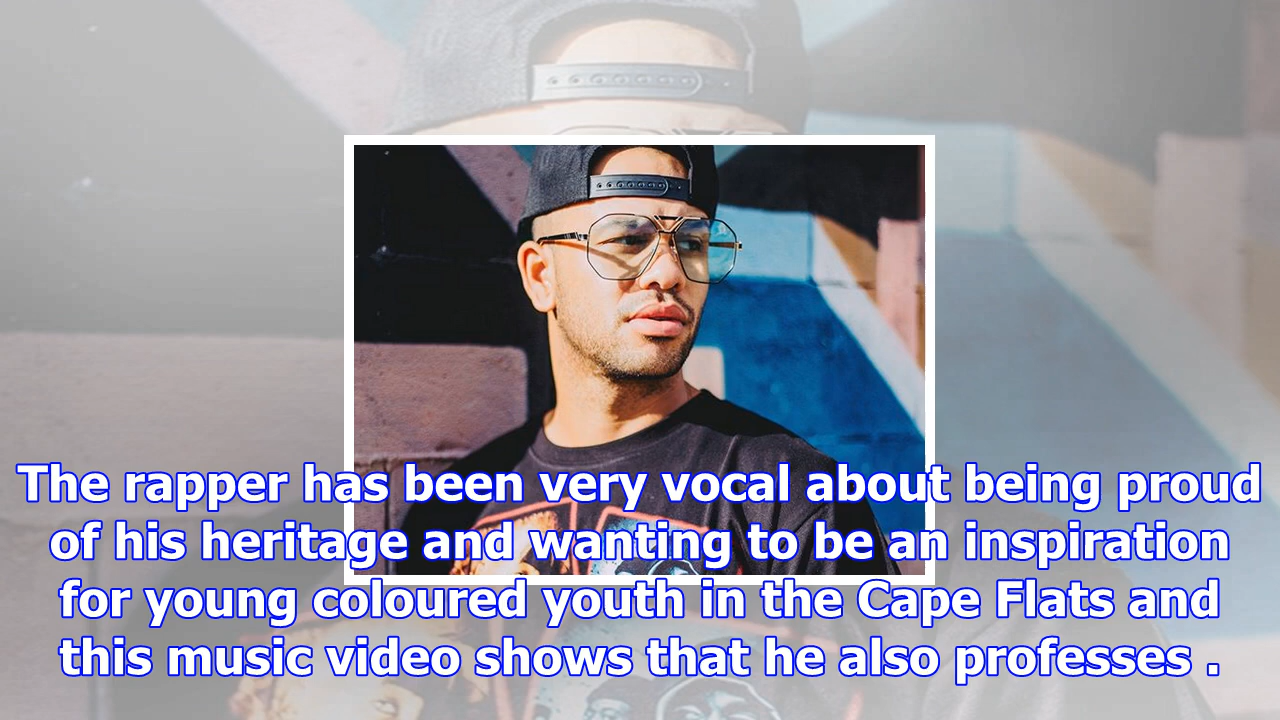 The rapper has been very vocal about being proud
of his heritage and wanting to be an inspiration
for young coloured youth in the Cape Flats and
this music video shows that he also professes .